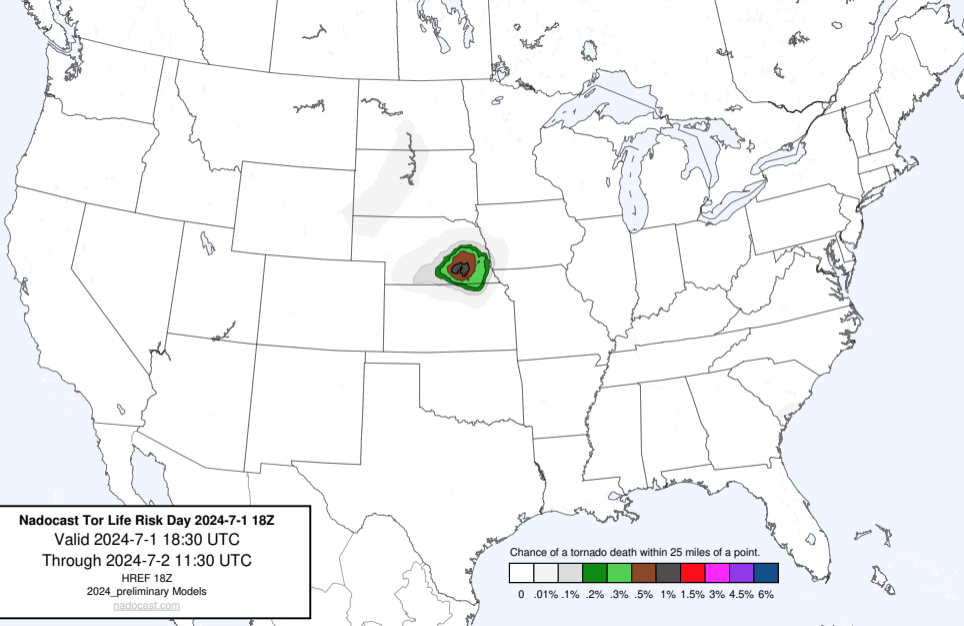 Nadocast Tor Life Risk Day 2024-7-1 18Z
Valid 2024-7-1 18:30 UTC
Through 2024-7-2 11:30 UTC
HREF 18Z
2024_preliminary Models
nadocast.com
Chance of a tornado death within 25 miles of a point.
0 .01% .1% .2% .3% .5% 1% 1.5% 3% 4.5% 6%